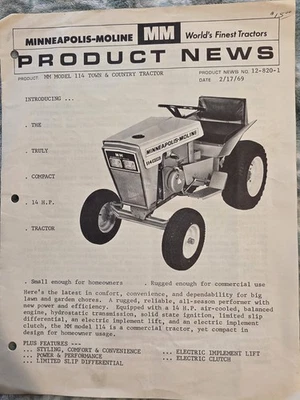 MINNEAPOLIS-MOLINE MM World's Finest Tractors
PRODUCT NEWS
PRODUCT: MM MODEL 114 TOWN & COUNTRY TRACTOR
PRODUCT NEWS NO. 12-820-1
DATE 2/17/69
INTRODUCING ...
. THE
. TRULY
. COMPACT
. 14 H.P.
. TRACTOR
MINNEAPOLIS-MOLINE
MM
. Small enough for homeowners . Rugged enough for commercial use
Here's the latest in comfort, convenience, and dependability for big
lawn and garden chores. A rugged, reliable, all-season performer with
new power and efficiency. Equipped with a 14 H.P. air-cooled, balanced
engine, hydrostatic transmission, solid state ignition, limited slip
differential, an electric implement lift, and an electric implement
clutch, the MM model 114 is a commercial tractor, yet compact in
design for homeowner usage.
PLUS FEATURES ---
... STYLING, COMFORT & CONVENIENCE
... POWER & PERFORMANCE
... LIMITED SLIP DIFFERENTIAL
... ELECTRIC IMPLEMENT LIFT
... ELECTRIC CLUTCH